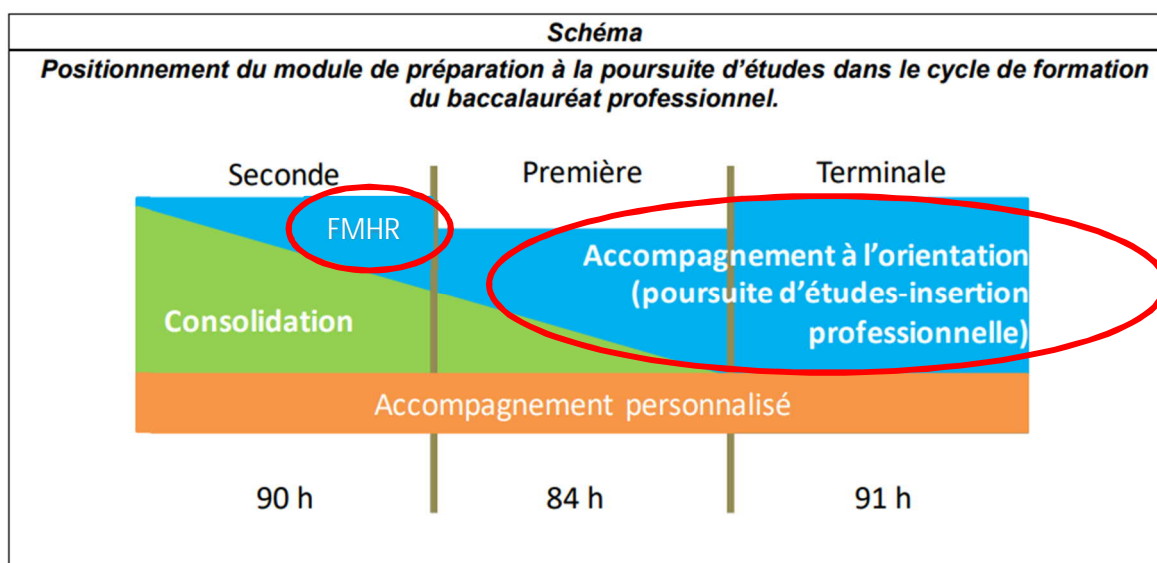 Schéma
Positionnement du module de préparation à la poursuite d'études dans le cycle de formation
du baccalauréat professionnel.
Seconde
Première
Terminale
FMHR
Accompagnement à l'orientation
(poursuite d'études-insertion
professionnelle)
Consolidation
Accompagnement personnalisé
90 h
84 h
91 h